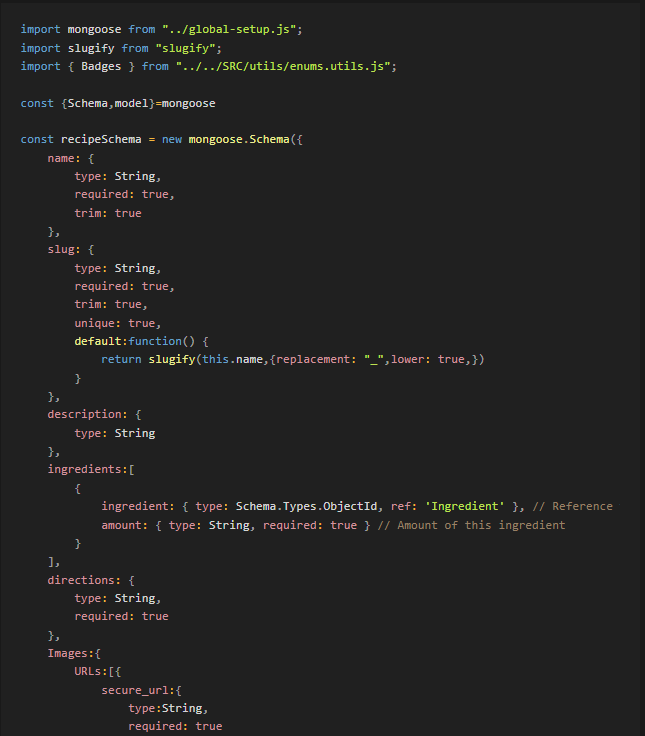 import mongoose from "../global-setup.js";
import slugify from "slugify";
import { Badges } from "../../SRC/utils/enums.utils.js";

const {Schema,model}=mongoose

const recipeSchema = new mongoose.Schema({
    name: {
        type: String,
        required: true,
        trim: true
    },
    slug: {
        type: String,
        required: true,
        trim: true,
        unique: true,
        default:function() {
            return slugify(this.name,{replacement: "_",lower: true,})
        }
    },
    description: {
        type: String
    },
    ingredients:[
        {
            ingredient: { type: Schema.Types.ObjectId, ref: 'Ingredient' }, // Reference
            amount: { type: String, required: true } // Amount of this ingredient
        }
    ],
    directions: {
        type: String,
        required: true
    },
    Images:{
        URLs:[{
            secure_url:{
                type:String,
                required: true